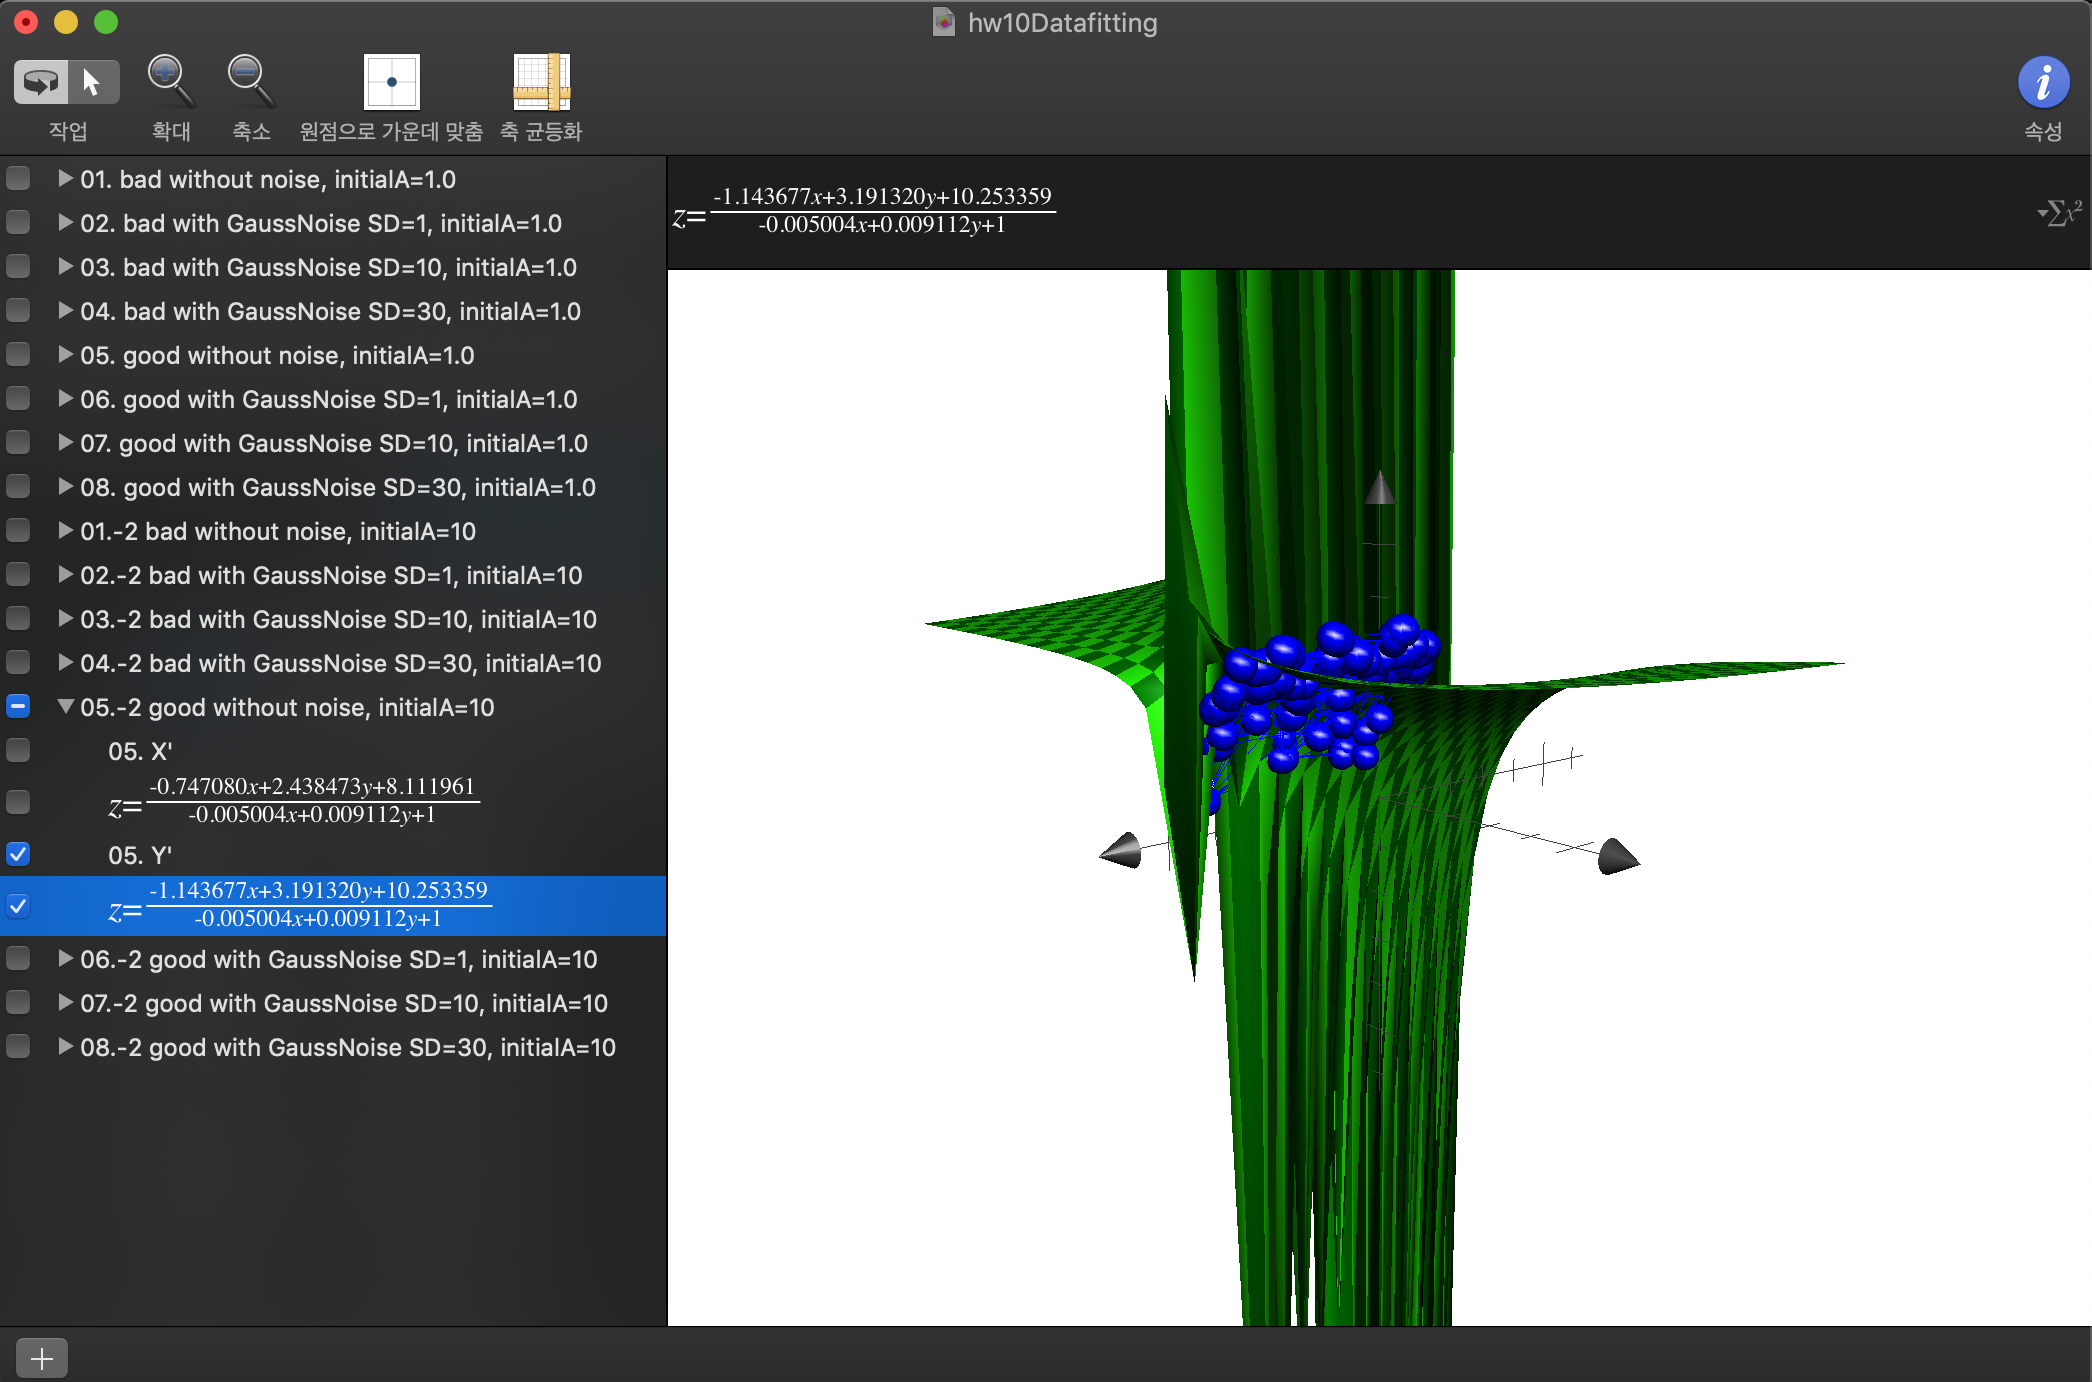 hw10Datafitting
작업
확대
축소
원점으로 가운데 맞춤
축 균등화
속성
01. bad without noise, initialA=1.0
02. bad with GaussNoise SD=1, initialA=1.0
03. bad with GaussNoise SD=10, initialA=1.0
04. bad with GaussNoise SD=30, initialA=1.0
05. good without noise, initialA=1.0
06. good with GaussNoise SD=1, initialA=1.0
07. good with GaussNoise SD=10, initialA=1.0
08. good with GaussNoise SD=30, initialA=1.0
01.-2 bad without noise, initialA=10
02.-2 bad with GaussNoise SD=1, initialA=10
03.-2 bad with GaussNoise SD=10, initialA=10
04.-2 bad with GaussNoise SD=30, initialA=10
05.-2 good without noise, initialA=10
05. X'
-0.747080x+2.438473y+8.111961
z=
-0.005004x+0.009112y+1
05. Y'
-1.143677x+3.191320y+10.253359
z=
-0.005004x+0.009112y+1
06.-2 good with GaussNoise SD=1, initialA=10
07.-2 good with GaussNoise SD=10, initialA=10
08.-2 good with GaussNoise SD=30, initialA=10
-1.143677x+3.191320y+10.253359
z=
-0.005004x+0.009112y+1
Σx²